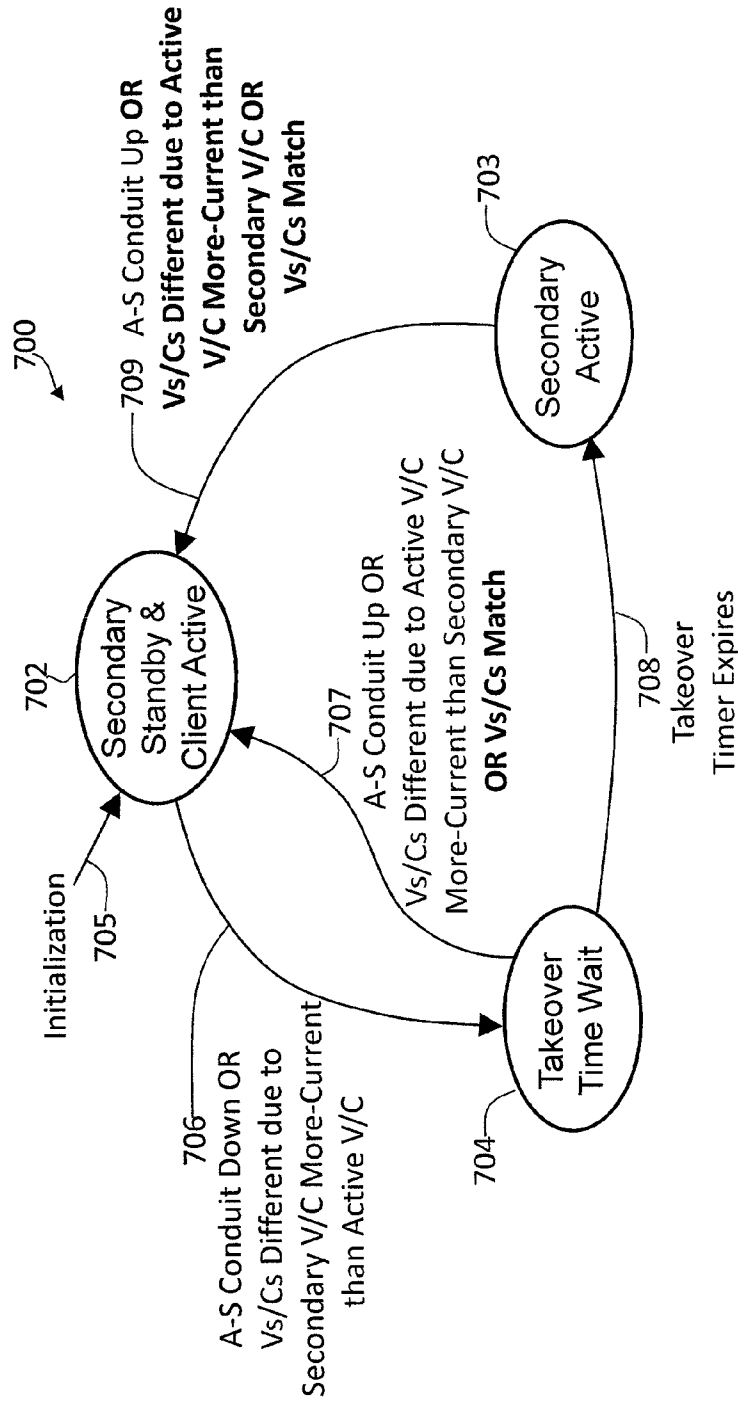 700
Initialization
705
702
Secondary
Standby &
Client Active
709 A-S Conduit Up OR
Vs/Cs Different due to Active
V/C More-Current than
Secondary V/C OR
Vs/Cs Match
706
A-S Conduit Down OR
Vs/Cs Different due to
Secondary V/C More-Current
than Active V/C
707
A-S Conduit Up OR
Vs/Cs Different due to Active V/C
More-Current than Secondary V/C
OR Vs/Cs Match
704
Takeover
Time Wait
703
Secondary
Active
708
Takeover
Timer Expires